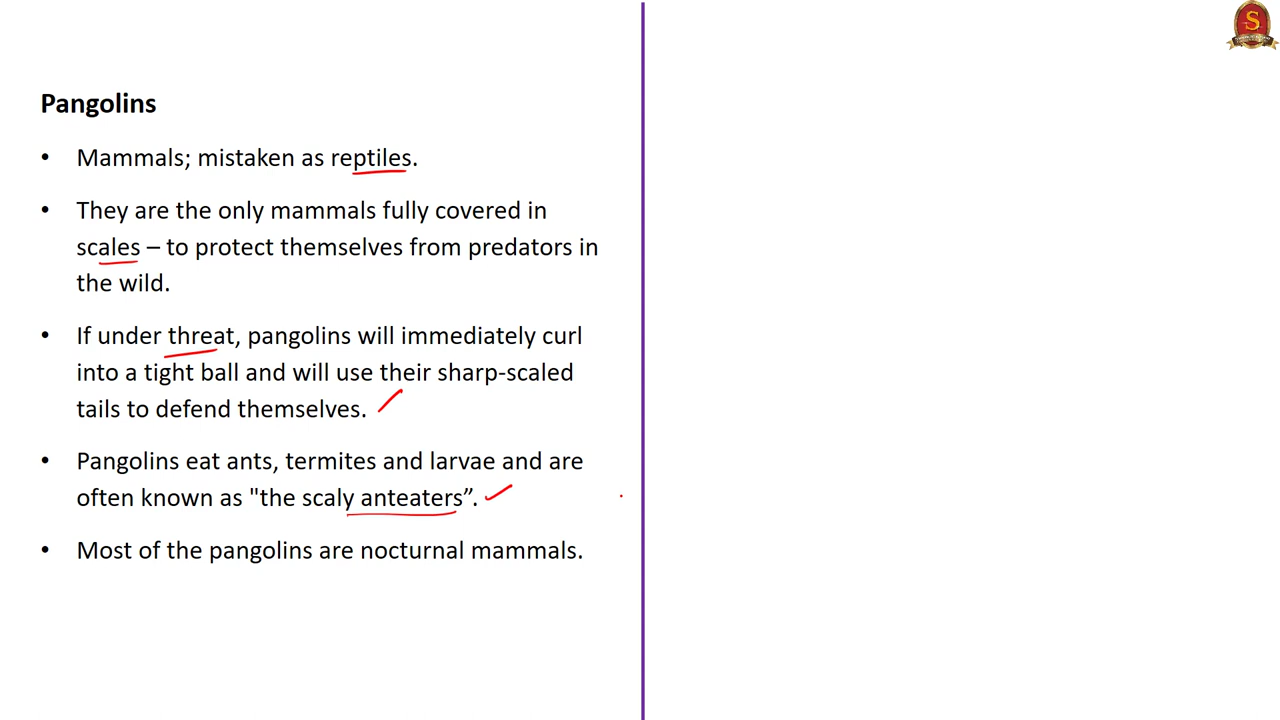 Pangolins
• Mammals; mistaken as reptiles.
• They are the only mammals fully covered in
scales – to protect themselves from predators in
the wild.
• If under threat, pangolins will immediately curl
into a tight ball and will use their sharp-scaled
tails to defend themselves.
• Pangolins eat ants, termites and larvae and are
often known as "the scaly anteaters”.
• Most of the pangolins are nocturnal mammals.
S